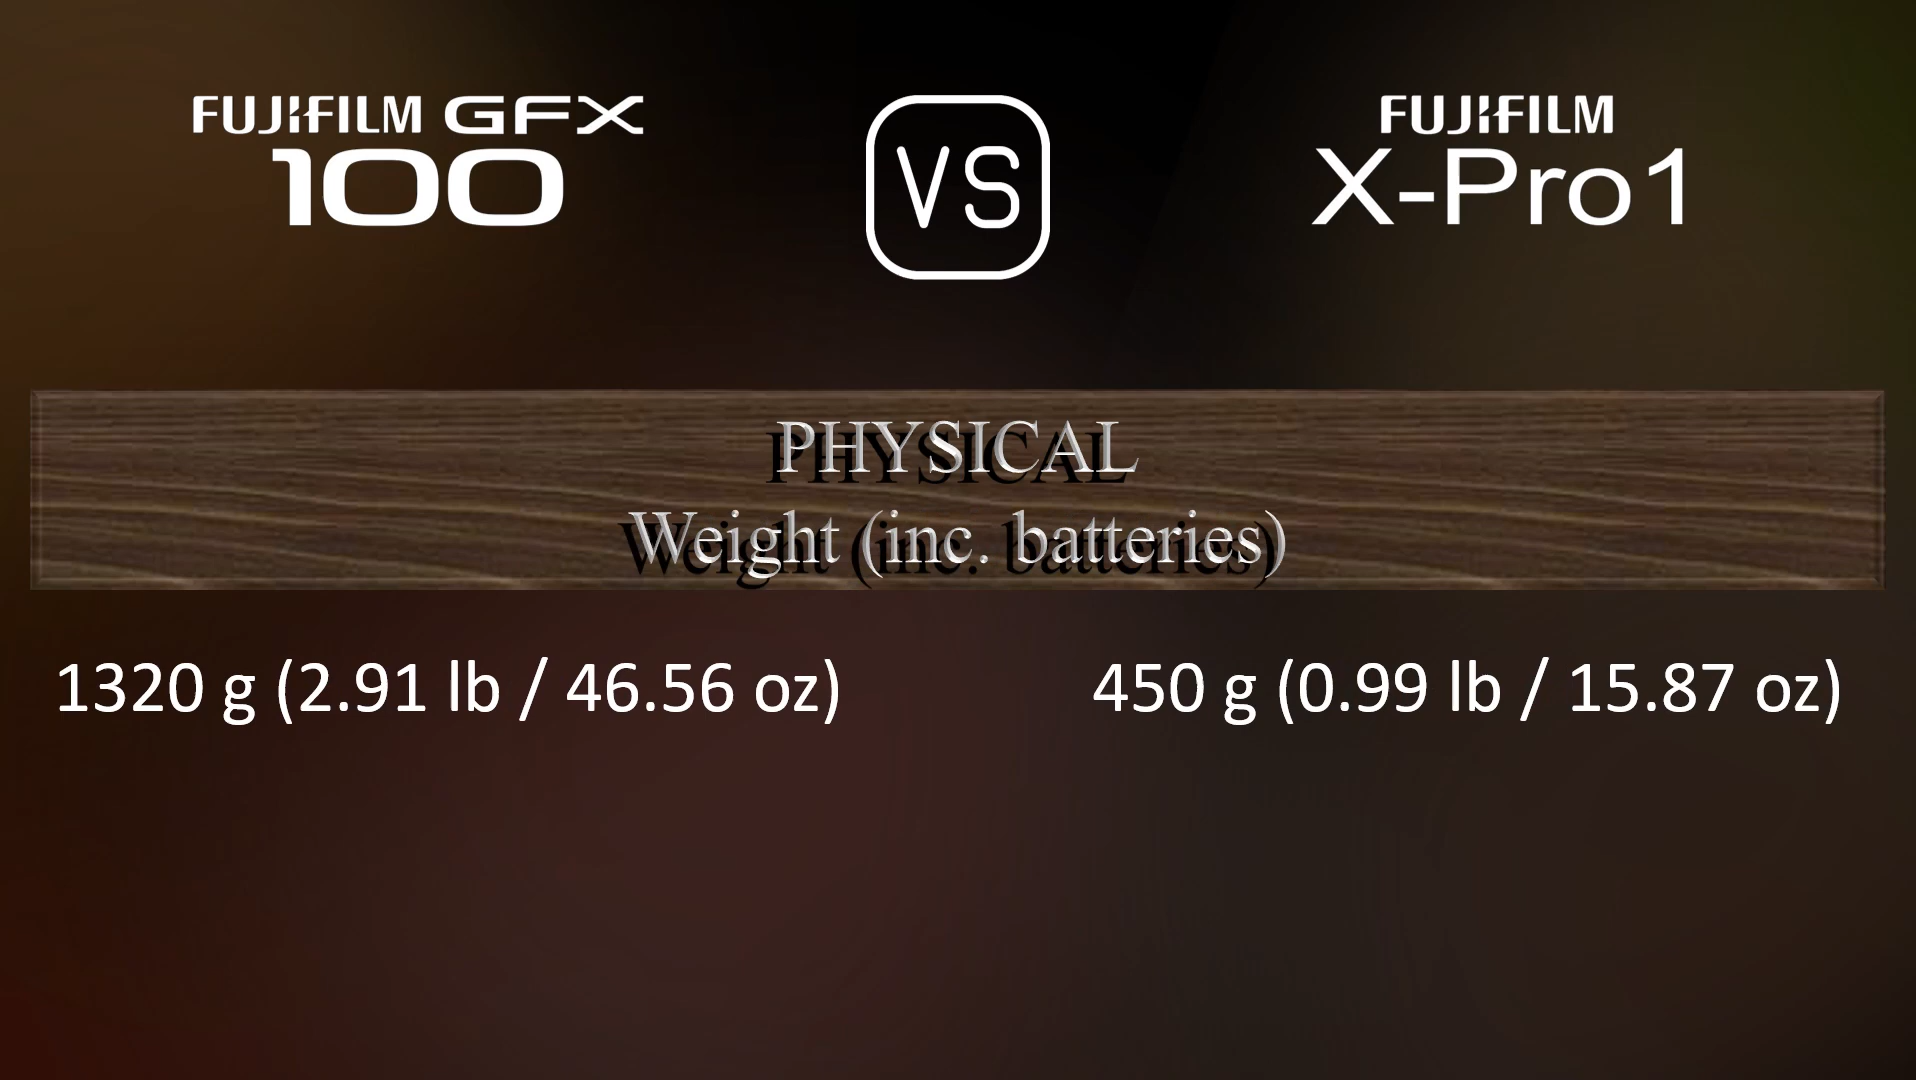 FUJIFILM GFX
100
VS
FUJIFILM
X-Pro1
PHYSICAL
Weight (inc. batteries)
1320 g (2.91 lb / 46.56 oz)
450 g (0.99 lb / 15.87 oz)